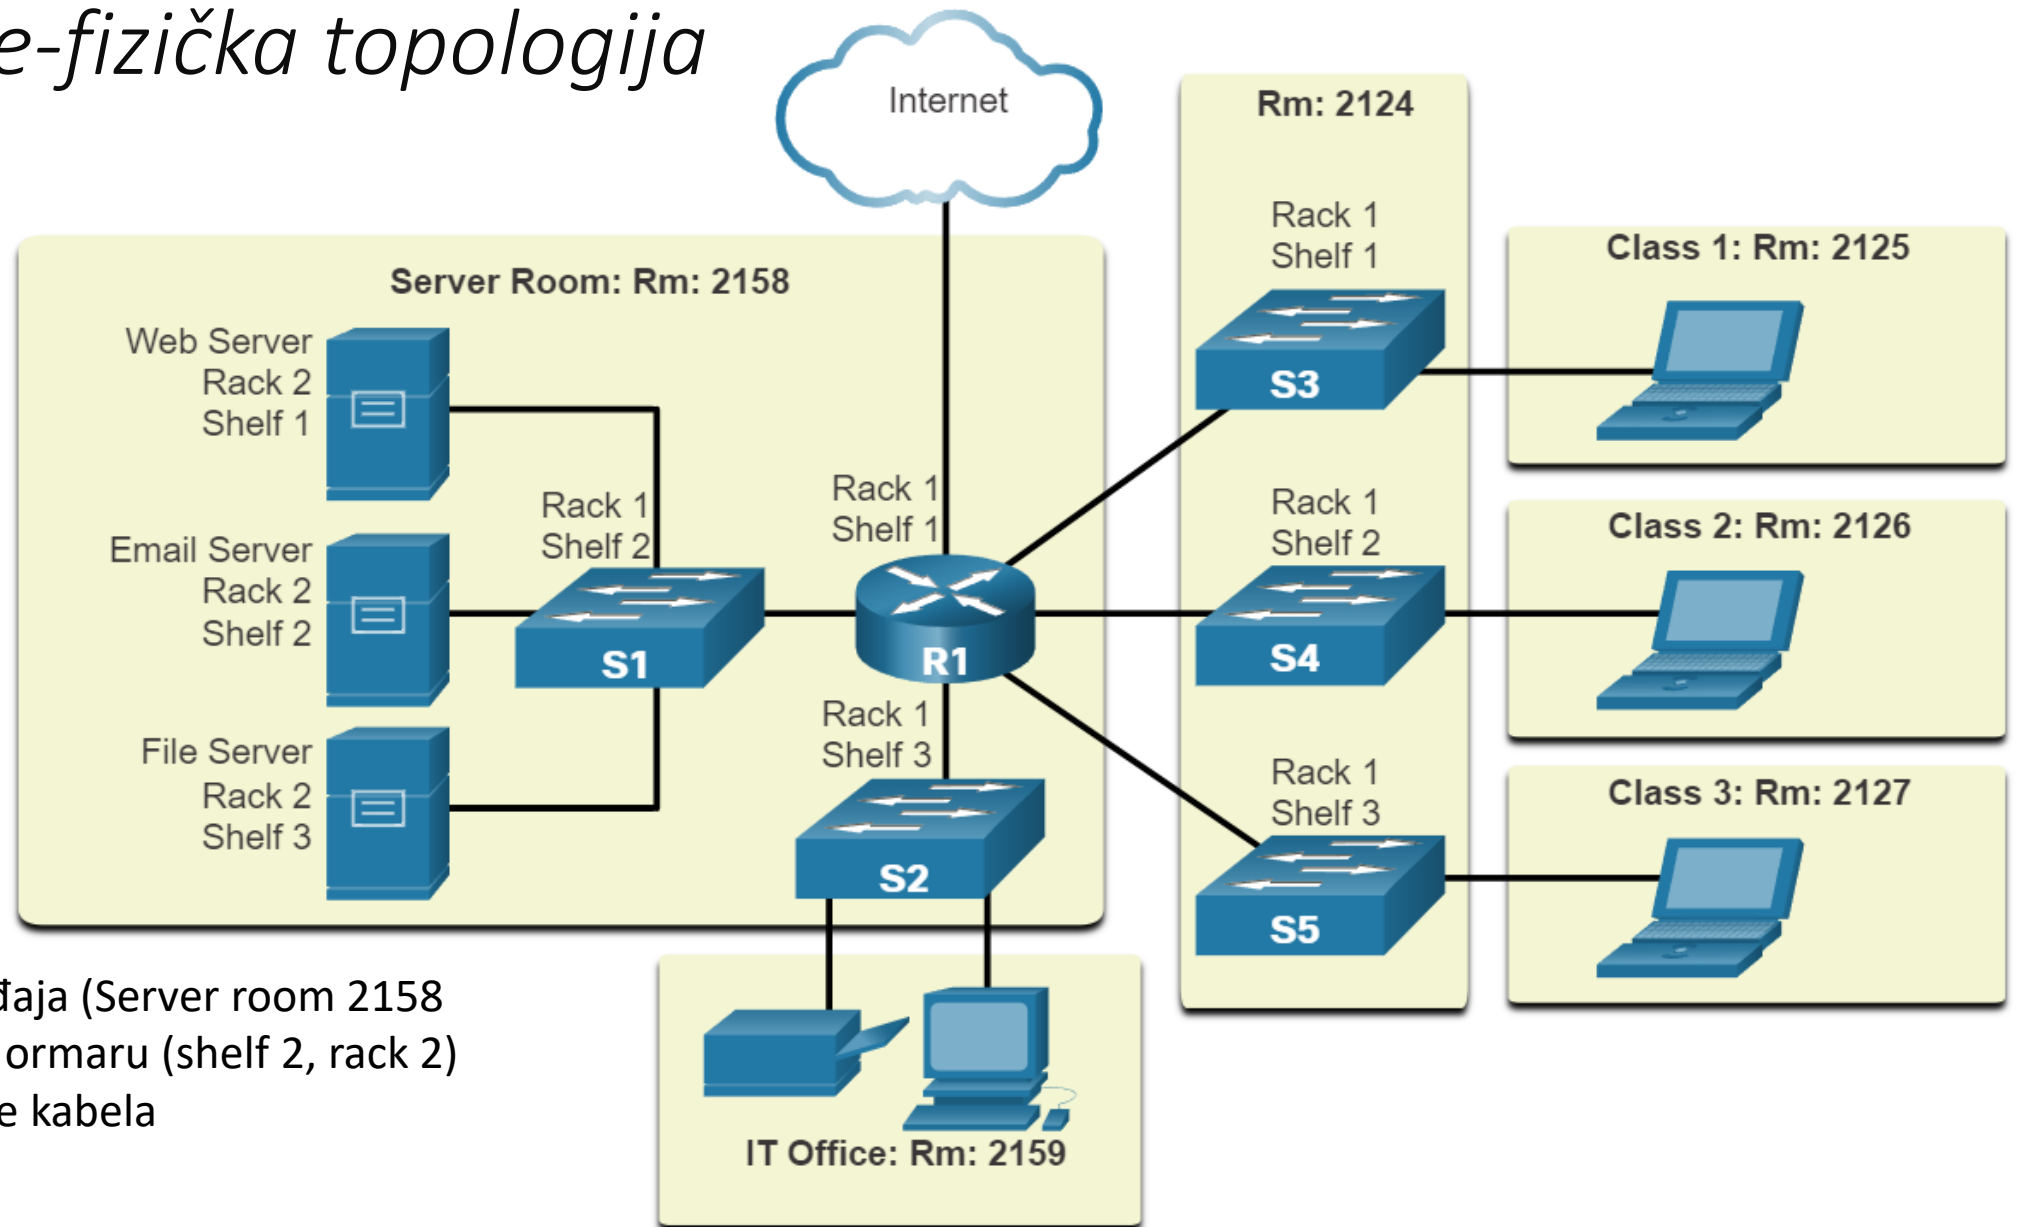 e-fizička topologija
Internet
Server Room: Rm: 2158
Web Server
Rack 2
Shelf 1
Email Server
Rack 2
Shelf 2
File Server
Rack 2
Shelf 3
Rack 1
Shelf 2
S1
Rack 1
Shelf 1
R1
Rack 1
Shelf 3
S2
Rm: 2124
Rack 1
Shelf 1
S3
Rack 1
Shelf 2
S4
Rack 1
Shelf 3
S5
Class 1: Rm: 2125
Class 2: Rm: 2126
Class 3: Rm: 2127
IT Office: Rm: 2159
đaja (Server room 2158
ormaru (shelf 2, rack 2)
e kabela